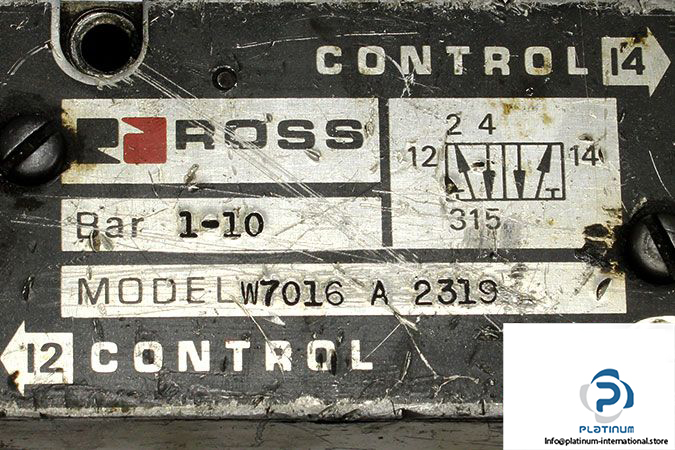 CONTROL 14
ROSS
2 4
12 14
315
Bar 1-10
MODEL W7016 A 2319
12 CONTROL
PLATINUM
Info@platinum-international.store